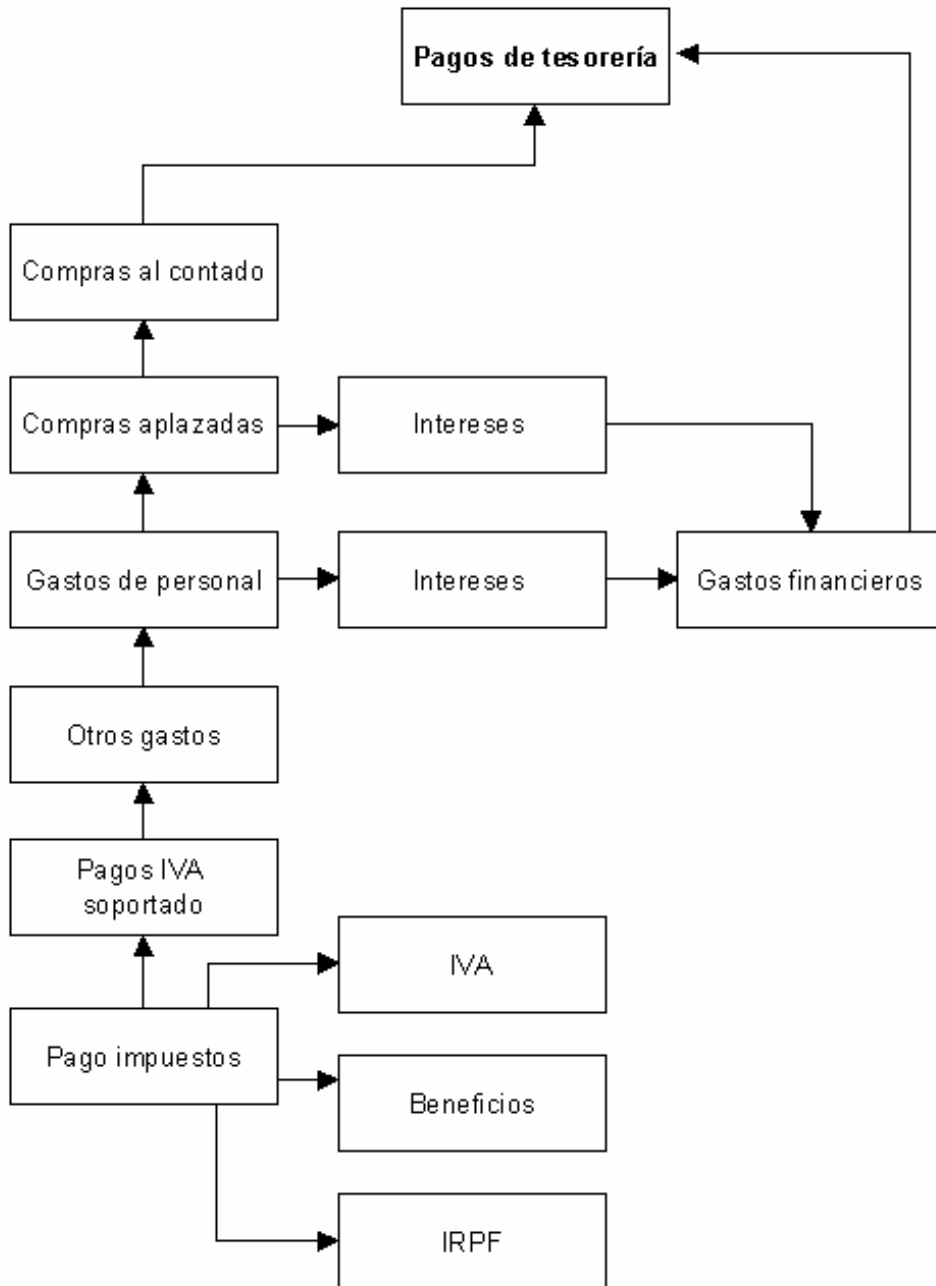 Pagos de tesorería
Compras al contado
Compras aplazadas
Intereses
Gastos de personal
Intereses
Gastos financieros
Otros gastos
Pagos IVA
soportado
IVA
Pago impuestos
Beneficios
IRPF